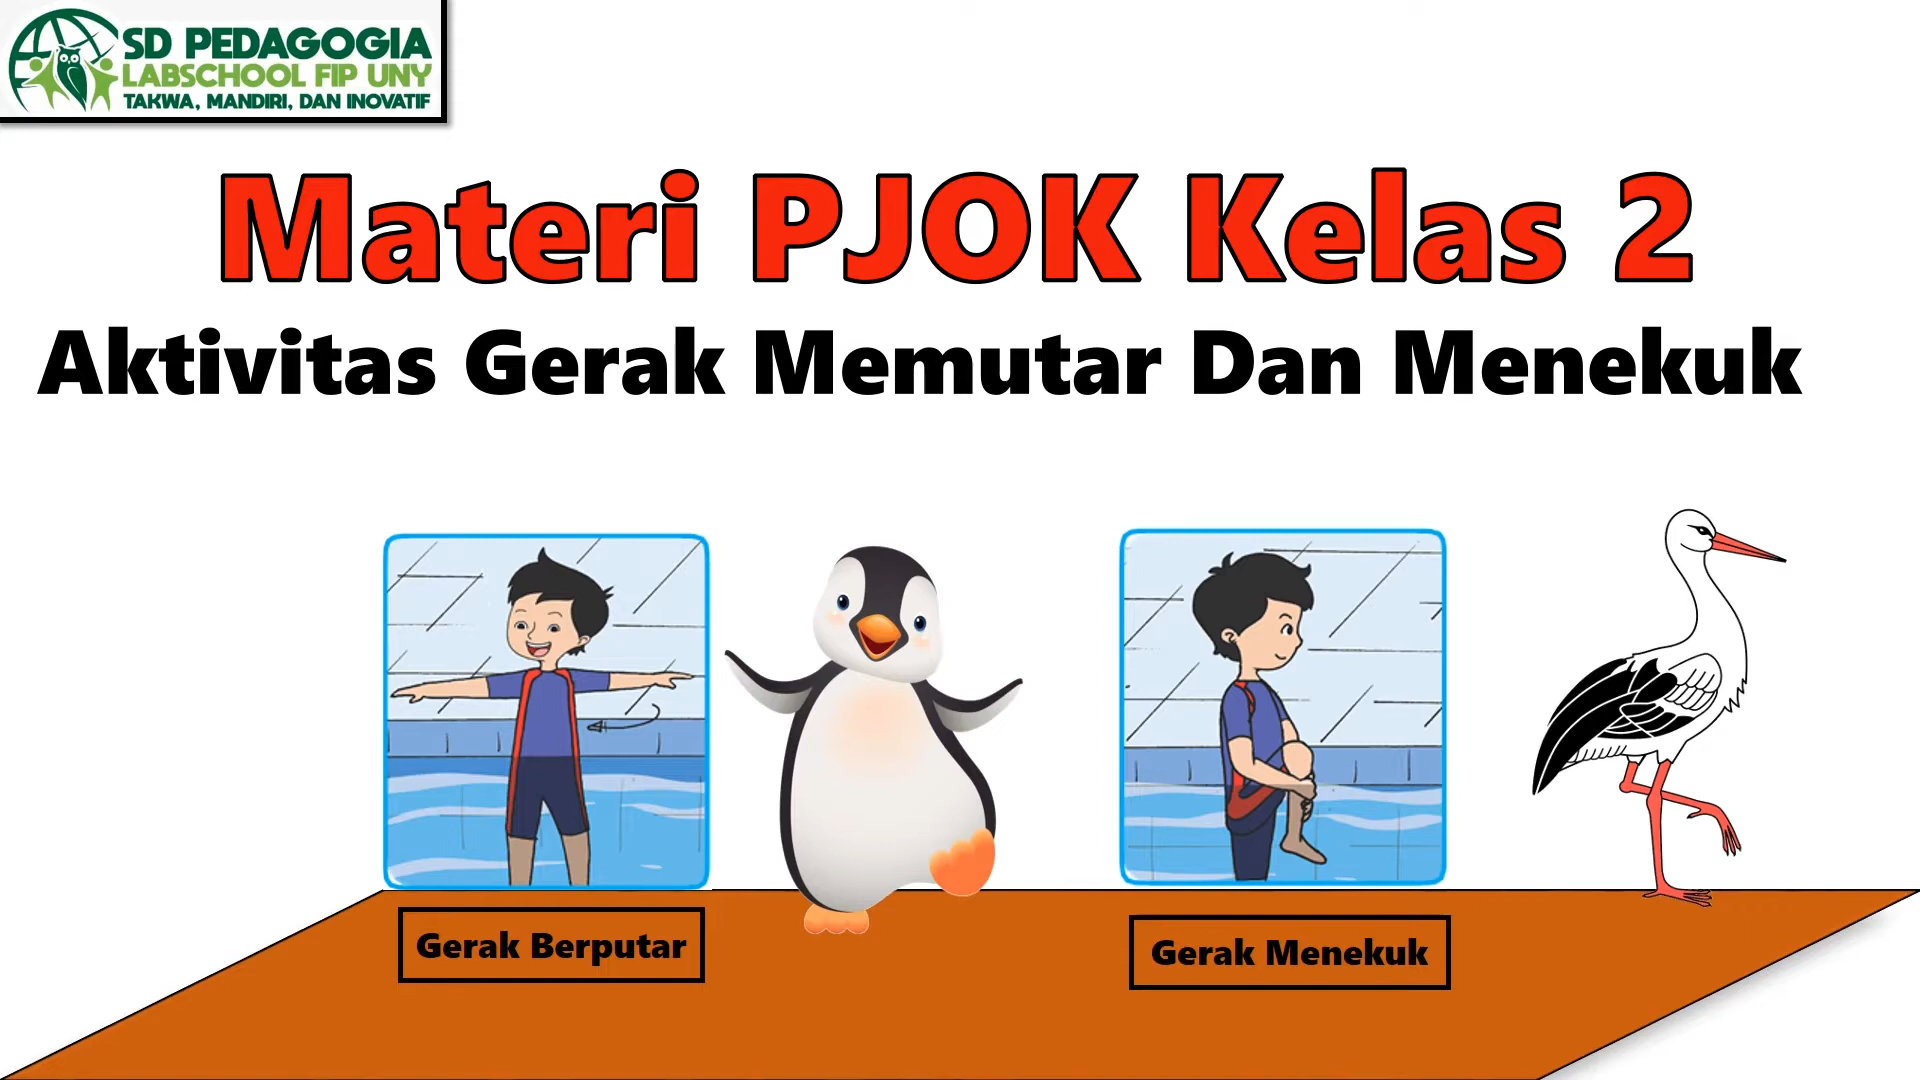 SD PEDAGOGIA
LABSCHOOL FIP UNY
TAKWA, MANDIRI, DAN INOVATIF
Materi PJOK Kelas 2
Aktivitas Gerak Memutar Dan Menekuk
Gerak Berputar
Gerak Menekuk